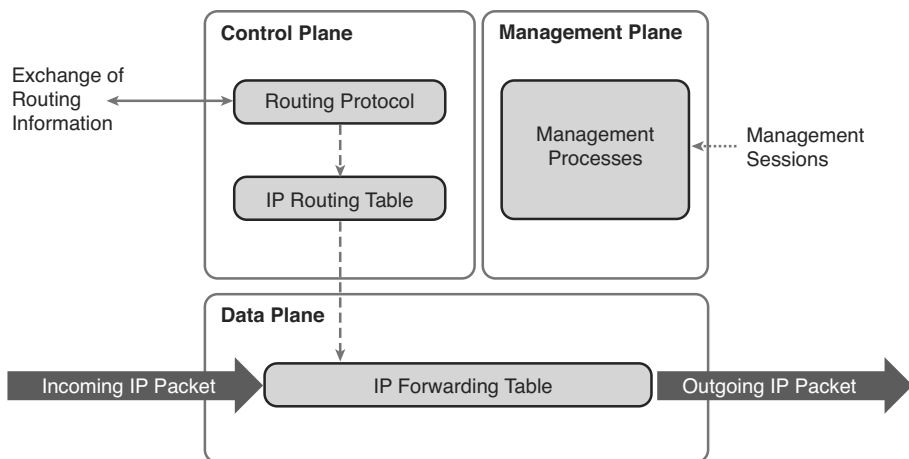 Control Plane
Management Plane
Exchange of
Routing
Information
Routing Protocol
Management
Processes
Management
Sessions
IP Routing Table
Data Plane
Incoming IP Packet
IP Forwarding Table
Outgoing IP Packet